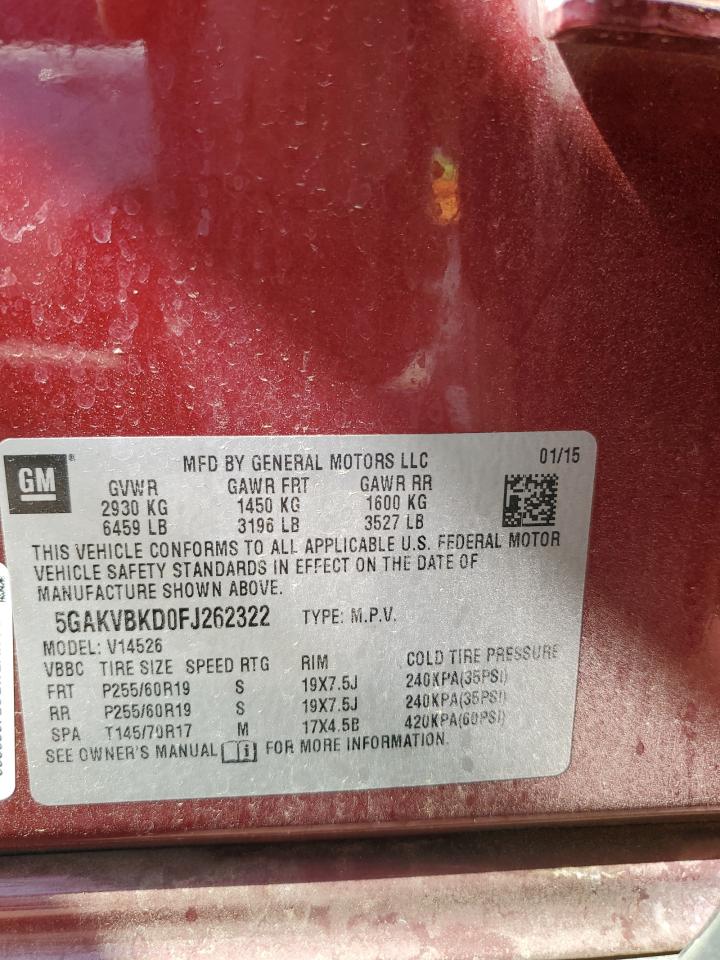 GM
MFD BY GENERAL MOTORS LLC 01/15
GVWR GAWR FRT GAWR RR
2930 KG 1450 KG 1600 KG
6459 LB 3196 LB 3527 LB
THIS VEHICLE CONFORMS TO ALL APPLICABLE U.S. FEDERAL MOTOR
VEHICLE SAFETY STANDARDS IN EFFECT ON THE DATE OF
MANUFACTURE SHOWN ABOVE.
5GAKVBKD0FJ262322 TYPE: M.P.V.
MODEL: V14526
VBBC TIRE SIZE SPEED RTG RIM COLD TIRE PRESSURE
FRT P255/60R19 S 19X7.5J 240KPA(35PSI)
RR P255/60R19 S 19X7.5J 240KPA(35PSI)
SPA T145/70R17 M 17X4.5B 420KPA(60PSI)
SEE OWNER'S MANUAL FOR MORE INFORMATION.